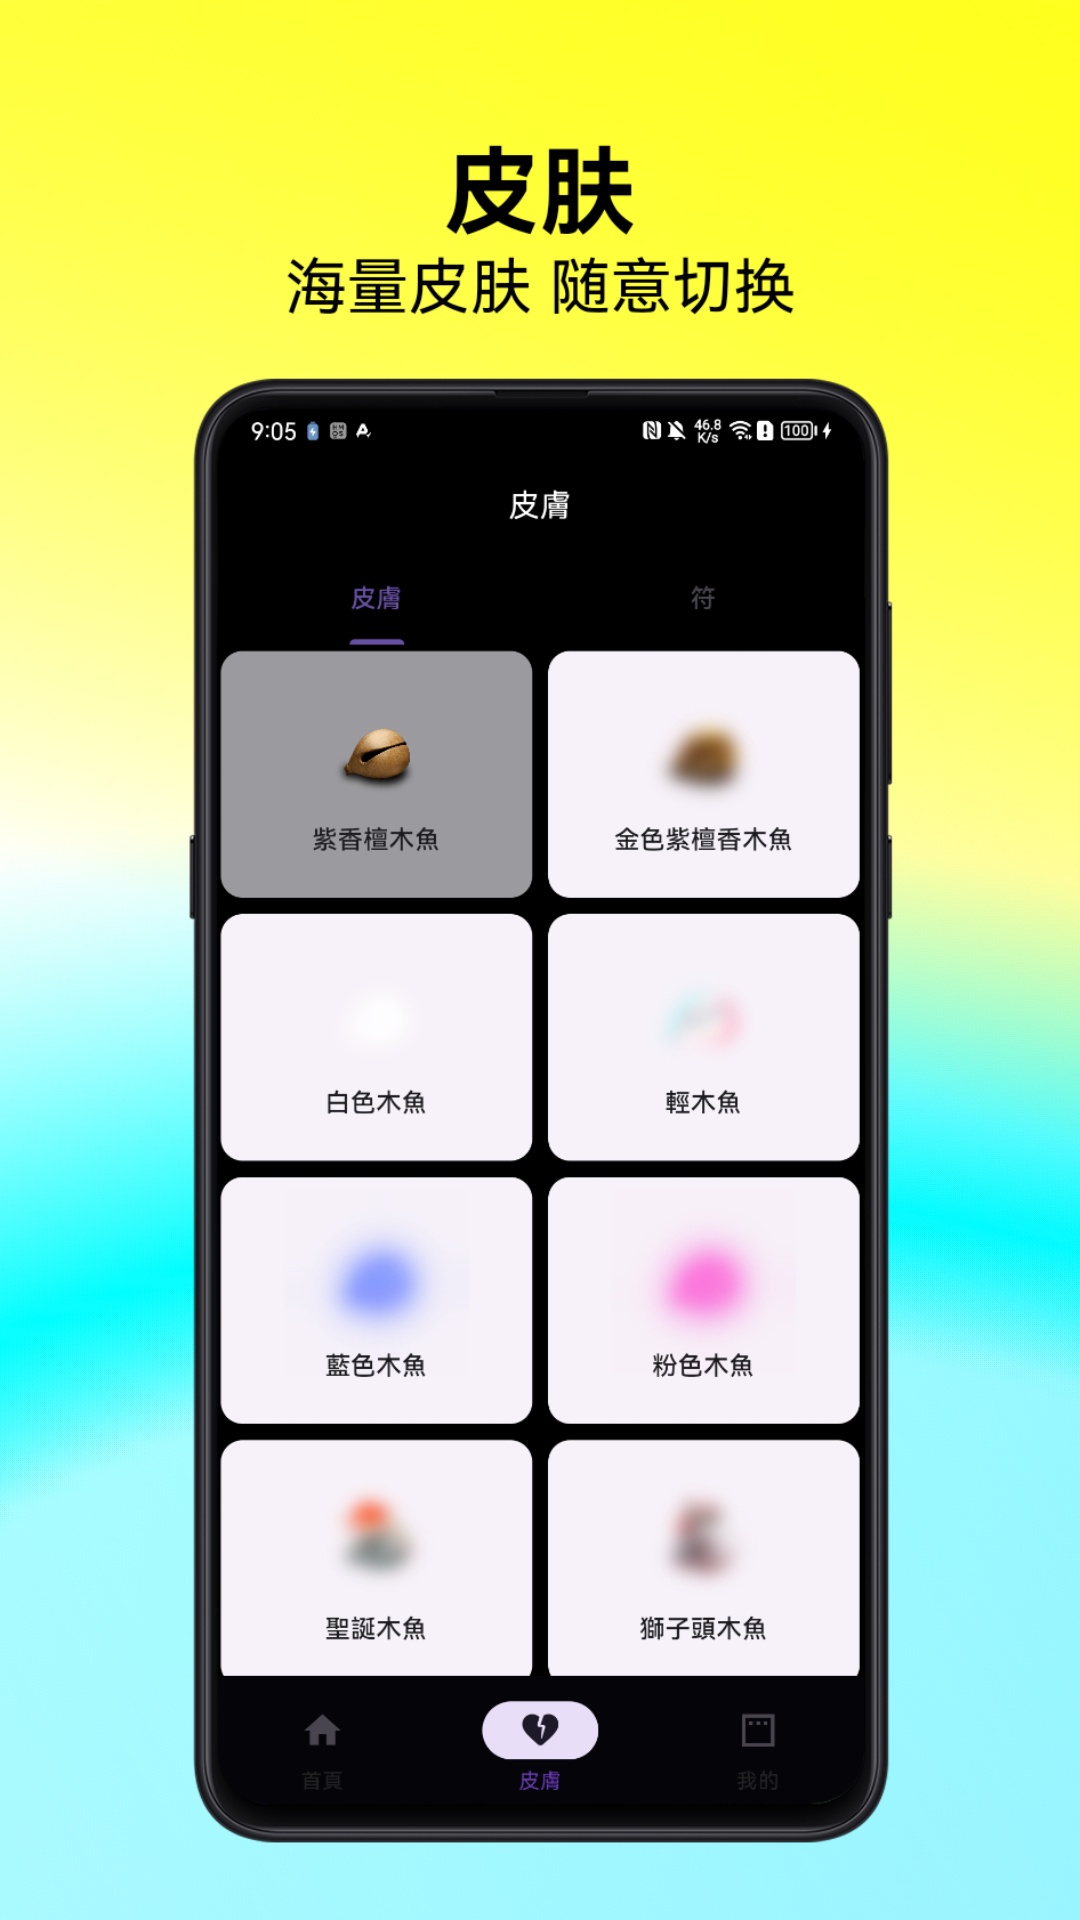 皮肤
海量皮肤 随意切换
9:05
46.8
K/s
100
皮膚
皮膚 符
紫香檀木魚 金色紫檀香木魚
白色木魚 輕木魚
藍色木魚 粉色木魚
聖誕木魚 獅子頭木魚
首頁 皮膚 我的